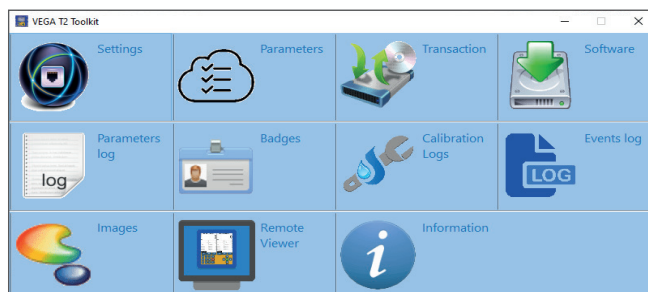 VEGA T2 Toolkit
Settings
Parameters
Transaction
Software
Parameters
log
log
Badges
Calibration
Logs
Events log
LOG
Images
Remote
Viewer
Information
i